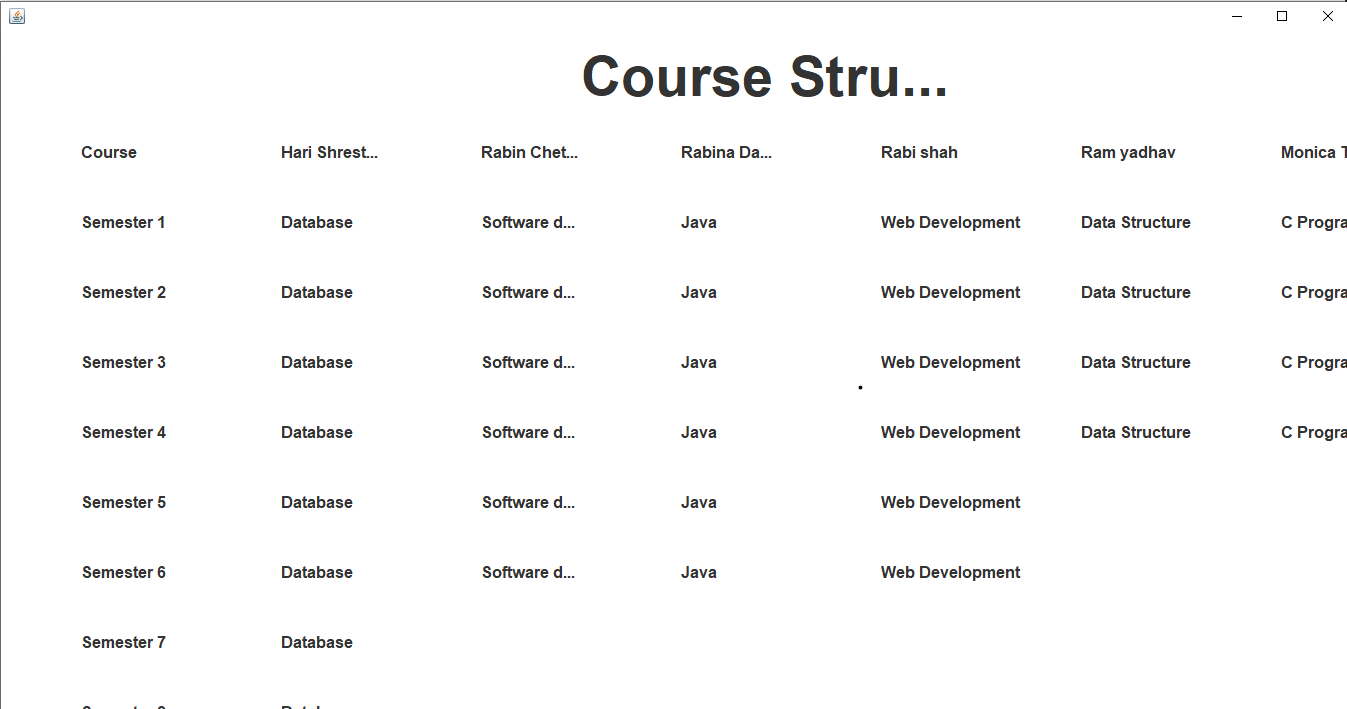 Course Stru...
Course Hari Shrest... Rabin Chet... Rabina Da... Rabi shah Ram yadhav Monica T
Semester 1 Database Software d... Java Web Development Data Structure C Progra
Semester 2 Database Software d... Java Web Development Data Structure C Progra
Semester 3 Database Software d... Java Web Development Data Structure C Progra
Semester 4 Database Software d... Java Web Development Data Structure C Progra
Semester 5 Database Software d... Java Web Development
Semester 6 Database Software d... Java Web Development
Semester 7 Database